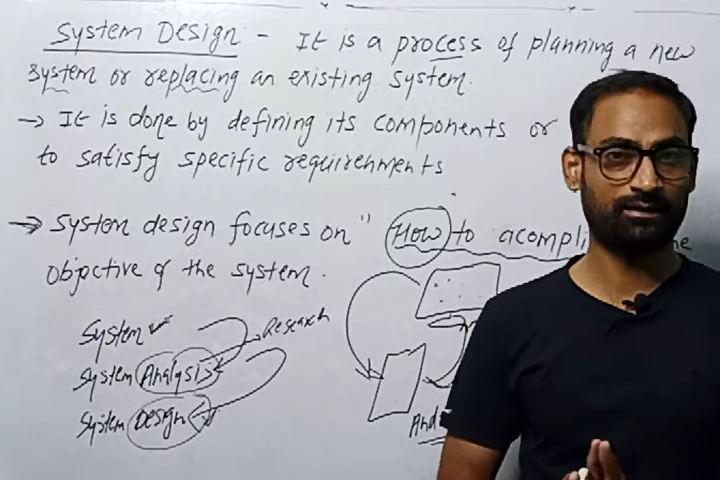 System Design - It is a process of planning a new
system or replacing an existing system.
→ It is done by defining its components or
to satisfy specific requirements
→ System design focuses on " How to acompli
objective of the system.
System
Research
System Analysis
System Design
And